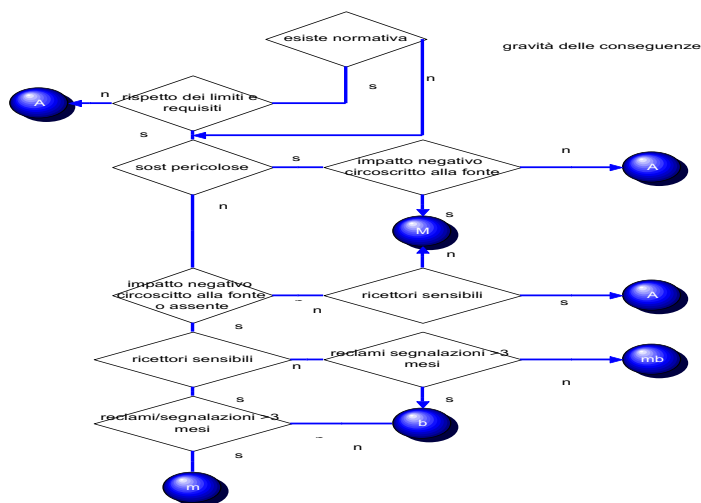 esiste normativa
gravità delle conseguenze
s
n
n
A
rispetto dei limiti e
requisiti
s
sost pericolose
s
impatto negativo
circoscritto alla fonte
n
A
n
s
M
n
impatto negativo
circoscitto alla fonte
o assente
n
ricettori sensibili
s
A
s
ricettori sensibili
n
reclami segnalazioni >3
mesi
n
mb
s
s
reclami/segnalazioni >3
mesi
n
b
s
m